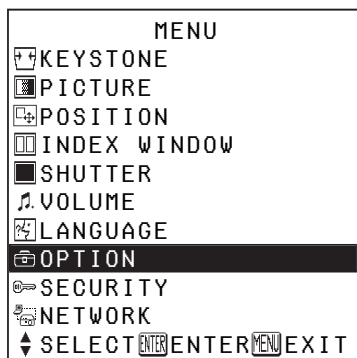 MENU
KEYSTONE
PICTURE
POSITION
INDEX WINDOW
SHUTTER
VOLUME
LANGUAGE
OPTION
SECURITY
NETWORK
SELECT ENTER ENTER MENU EXIT